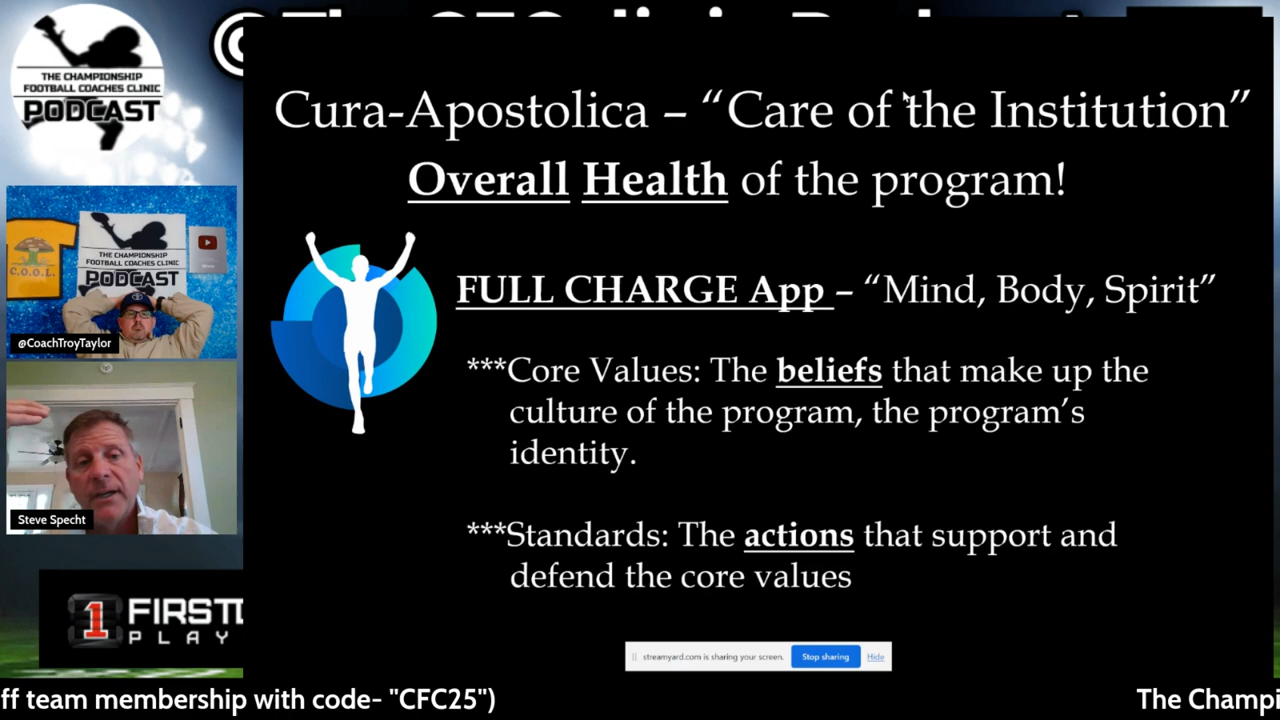 THE CHAMPIONSHIP
FOOTBALL COACHES CLINIC
PODCAST
Cura-Apostolica – “Care of the Institution”
Overall Health of the program!
FULL CHARGE App – “Mind, Body, Spirit”
***Core Values: The beliefs that make up the
culture of the program, the program’s
identity.
***Standards: The actions that support and
defend the core values
C.O.O.L.
THE CHAMPIONSHIP
FOOTBALL COACHES CLINIC
PODCAST
@CoachTroyTaylor
Steve Specht
1 FIRST
PLAY
streamyard.com is sharing your screen.
Stop sharing
Hide
ff team membership with code- "CFC25")
The Champi